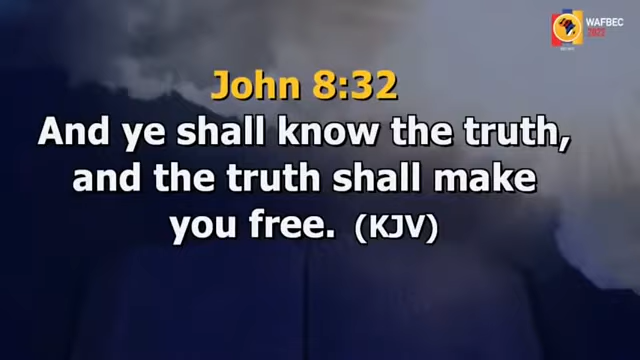 WAFBEC
2022
John 8:32
And ye shall know the truth,
and the truth shall make
you free. (KJV)